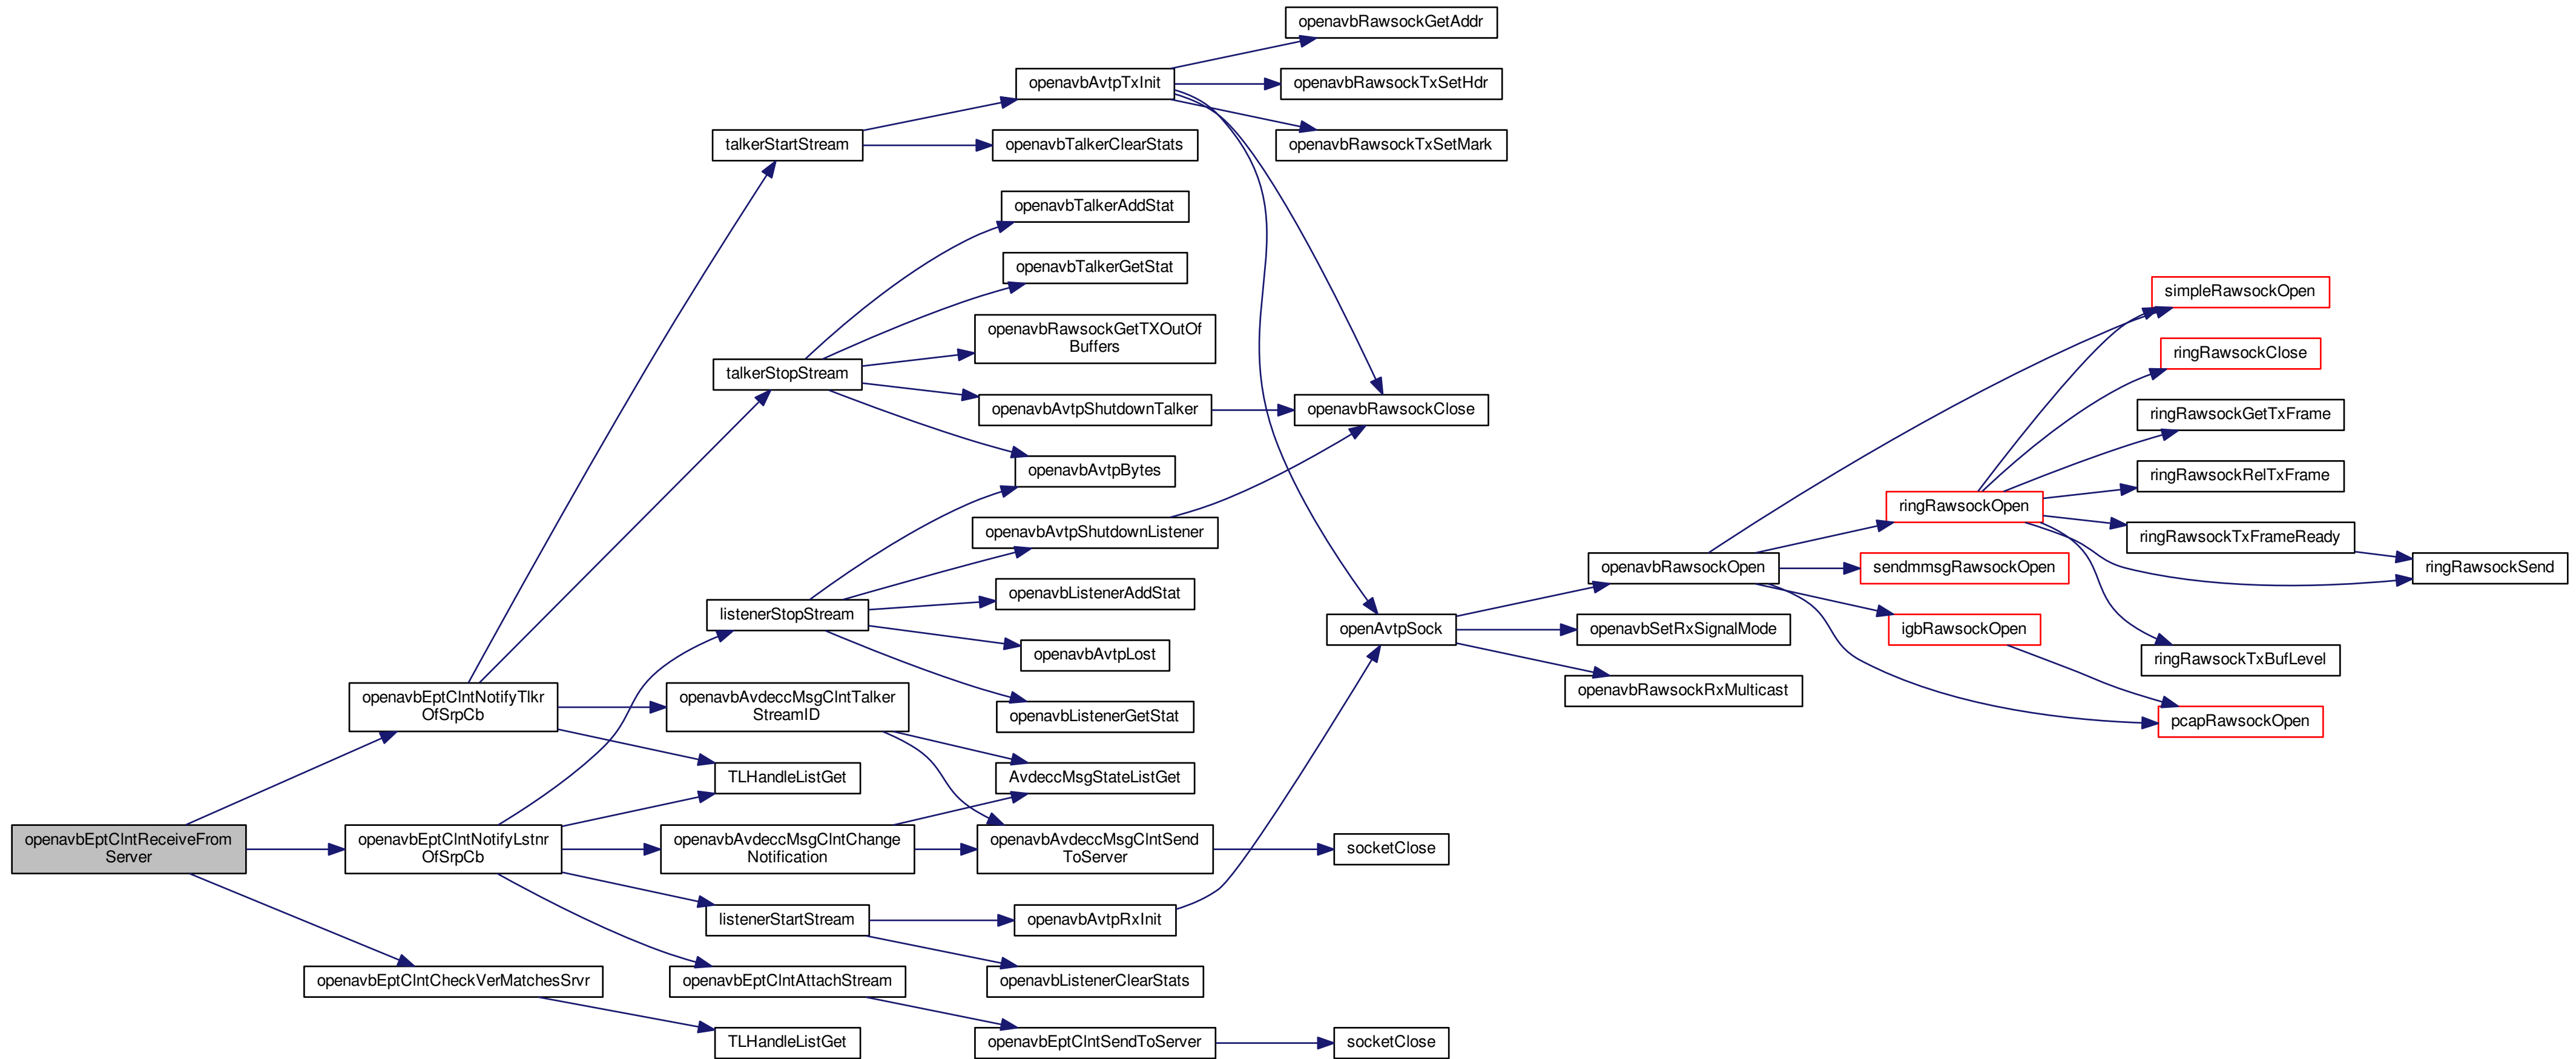 openavbRawsockGetAddr
openavbAvtpTxInit
openavbRawsockTxSetHdr
talkerStartStream
openavbTalkerClearStats
openavbRawsockTxSetMark
openavbTalkerAddStat
openavbTalkerGetStat
simpleRawsockOpen
openavbRawsockGetTXOutOf
Buffers
ringRawsockClose
talkerStopStream
openavbAvtpShutdownTalker
openavbRawsockClose
ringRawsockGetTxFrame
openavbAvtpBytes
ringRawsockRelTxFrame
openavbAvtpShutdownListener
ringRawsockOpen
ringRawsockTxFrameReady
openavbRawsockOpen
sendmmsgRawsockOpen
ringRawsockSend
listenerStopStream
openavbListenerAddStat
openAvtpSock
openavbSetRxSignalMode
igbRawsockOpen
openavbAvtpLost
ringRawsockTxBufLevel
openavbEptClntNotifyTlkr
OfSrpCb
openavbAvdeccMsgClntTalker
StreamID
openavbListenerGetStat
openavbRawsockRxMulticast
pcapRawsockOpen
TLHandleListGet
AvdeccMsgStateListGet
openavbEptClntReceiveFrom
Server
openavbEptClntNotifyLstnr
OfSrpCb
openavbAvdeccMsgClntChange
Notification
openavbAvdeccMsgClntSend
ToServer
socketClose
listenerStartStream
openavbAvtpRxInit
openavbEptClntCheckVerMatchesSrvr
openavbEptClntAttachStream
openavbListenerClearStats
TLHandleListGet
openavbEptClntSendToServer
socketClose